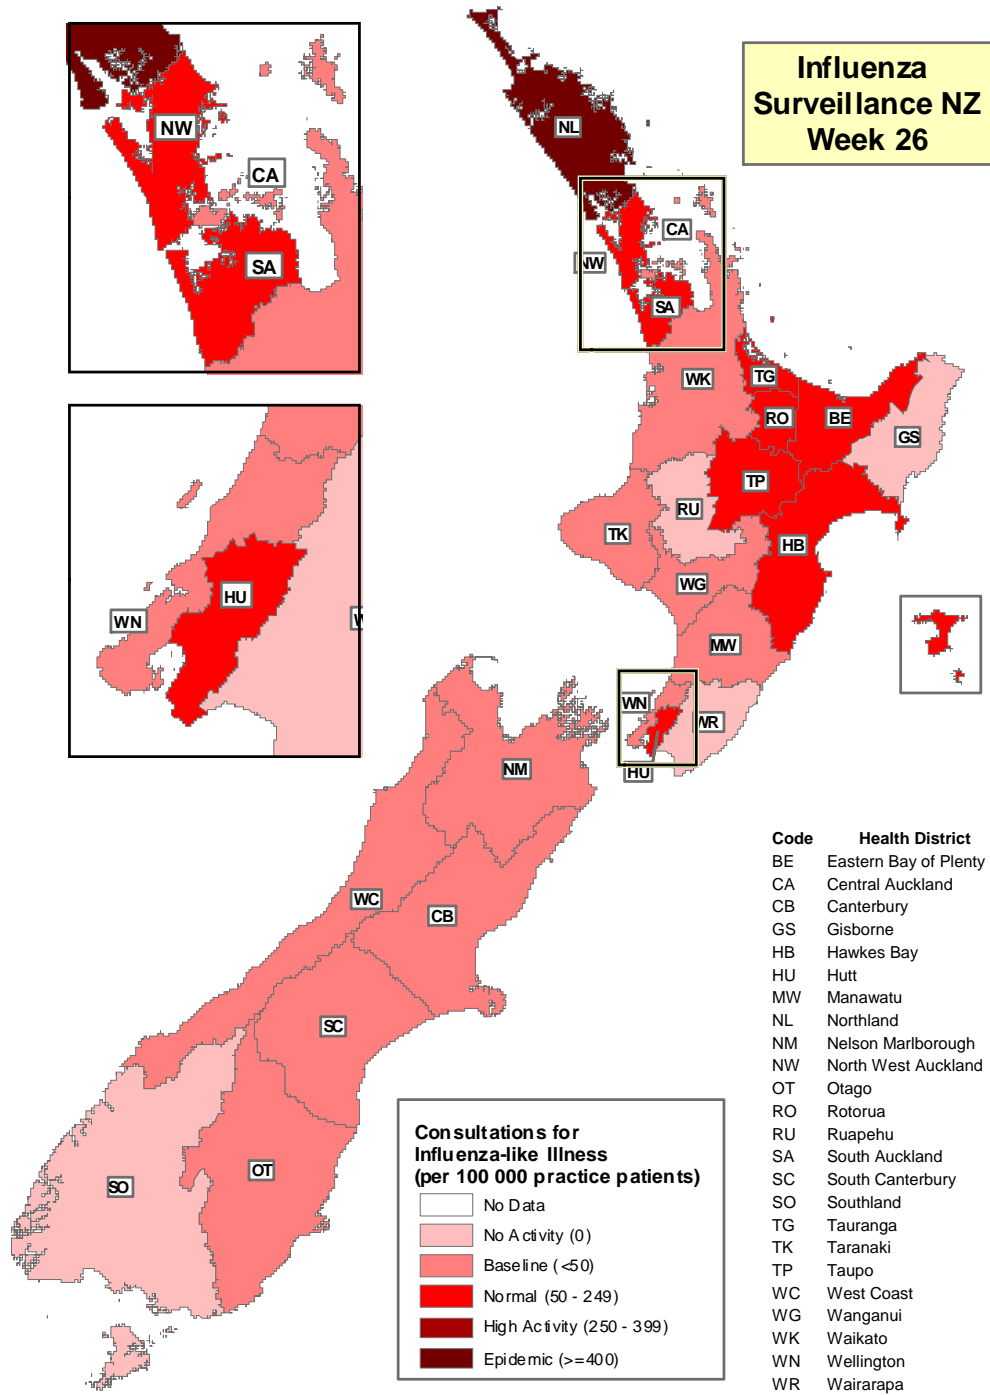 Influenza
Surveillance NZ
Week 26
NW
CA
SA
NL
CA
NW
SA
WK
TG
RO
BE
GS
TP
RU
TK
HB
WG
MW
HU
WN
W
WN
WR
HU
NM
WC
CB
SC
OT
SO
Code Health District
BE Eastern Bay of Plenty
CA Central Auckland
CB Canterbury
GS Gisborne
HB Hawkes Bay
HU Hutt
MW Manawatu
NL Northland
NM Nelson Marlborough
NW North West Auckland
OT Otago
RO Rotorua
RU Ruapehu
SA South Auckland
SC South Canterbury
SO Southland
TG Tauranga
TK Taranaki
TP Taupo
WC West Coast
WG Wanganui
WK Waikato
WN Wellington
WR Wairarapa
Consultations for
Influenza-like Illness
(per 100 000 practice patients)
No Data
No Activity (0)
Baseline (<50)
Normal (50 - 249)
High Activity (250 - 399)
Epidemic (>=400)